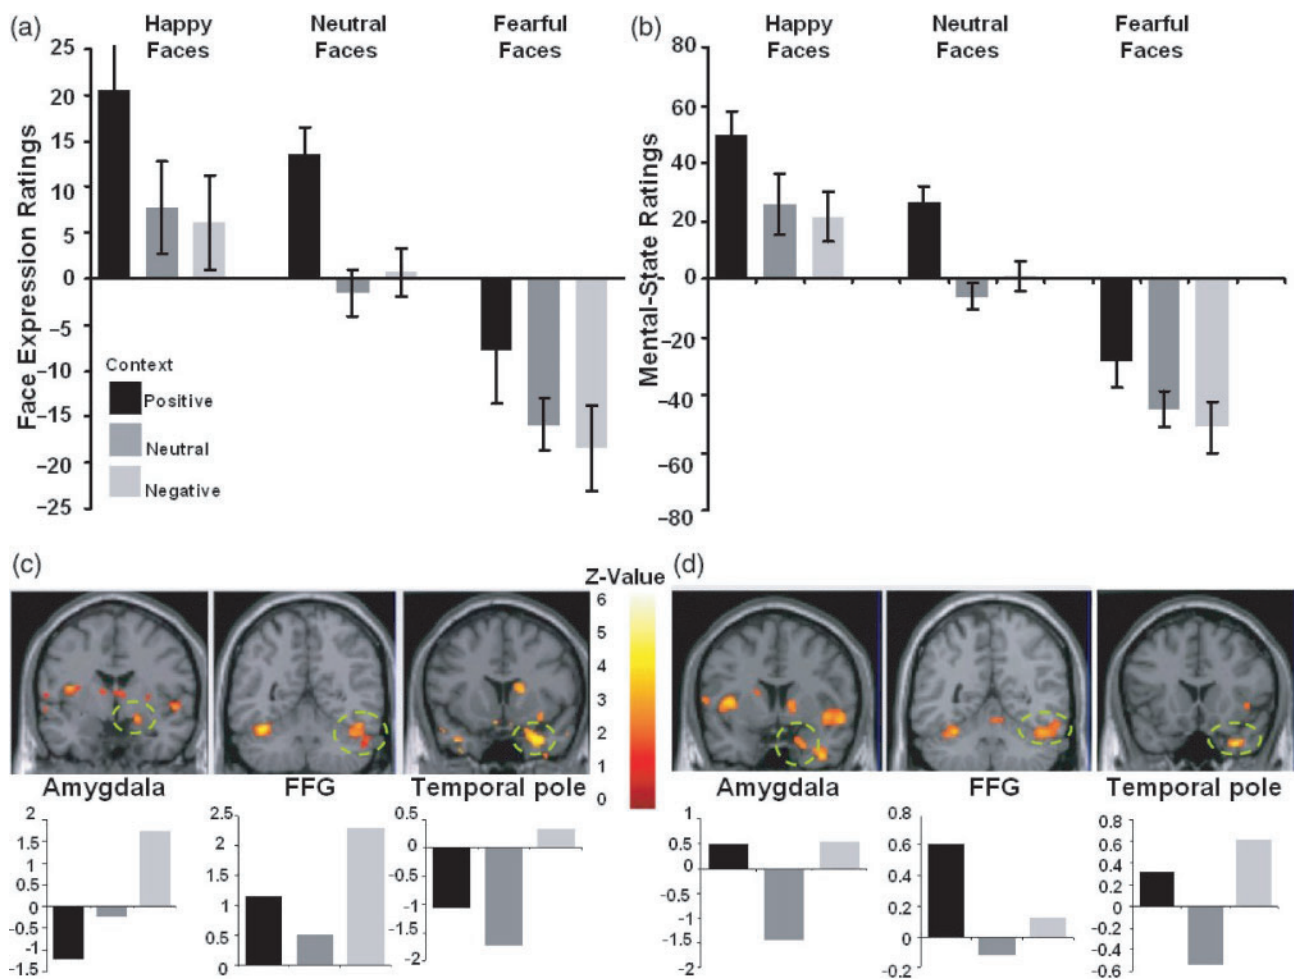 (a)
Happy Faces
Neutral Faces
Fearful Faces
Face Expression Ratings
25
20
15
10
5
0
−5
−10
−15
−20
−25
Context
Positive
Neutral
Negative
(b)
Happy Faces
Neutral Faces
Fearful Faces
Mental-State Ratings
80
60
40
20
0
−20
−40
−60
−80
(c)
Z-Value
6
5
4
3
2
1
0
(d)
Amygdala
FFG
Temporal pole
2
1.5
1
0.5
0
-0.5
-1
-1.5
2.5
2
1.5
1
0.5
0
0.5
0
-0.5
-1
-1.5
-2
Amygdala
FFG
Temporal pole
1
0.5
0
-0.5
-1
-1.5
-2
0.8
0.6
0.4
0.2
0
0.2
0.8
0.6
0.4
0.2
0
-0.2
-0.4
-0.6